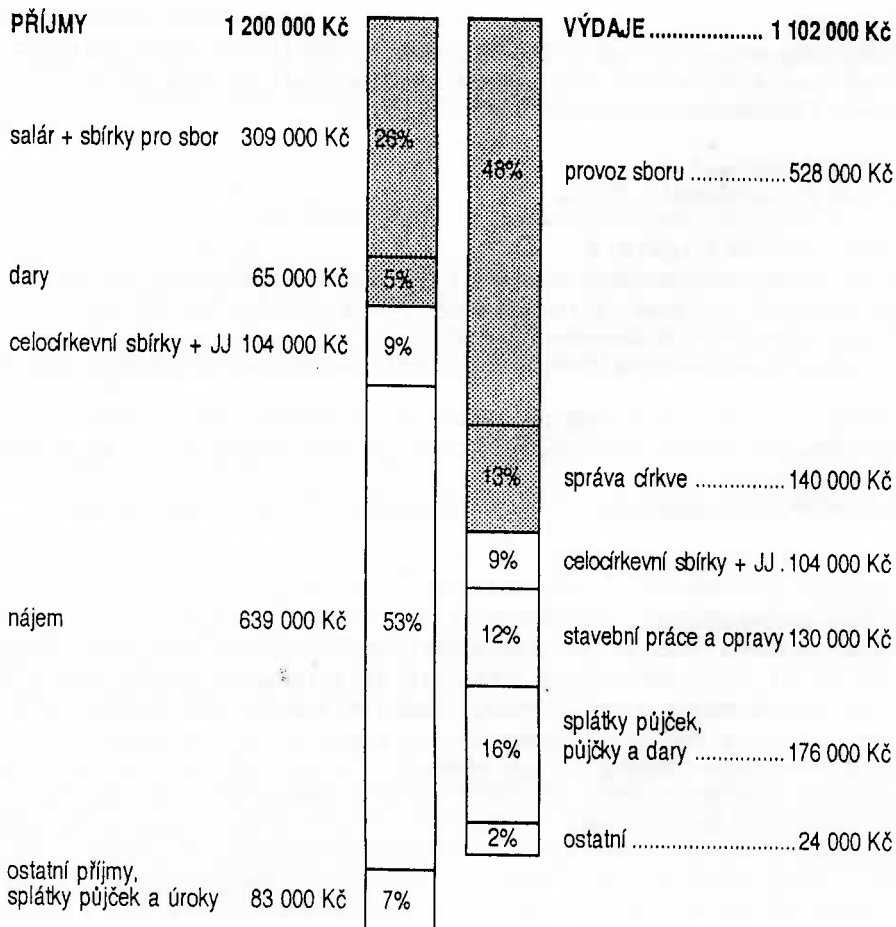 PŘÍJMY 1 200 000 Kč
salár + sbírky pro sbor 309 000 Kč 26%
dary 65 000 Kč 5%
celocírkevní sbírky + JJ 104 000 Kč 9%
nájem 639 000 Kč 53%
ostatní příjmy,
splátky půjček a úroky 83 000 Kč 7%
VÝDAJE ................... 1 102 000 Kč
48% provoz sboru ................ 528 000 Kč
13% správa církve ............... 140 000 Kč
9% celocírkevní sbírky + JJ . 104 000 Kč
12% stavební práce a opravy 130 000 Kč
splátky půjček,
16% půjčky a dary ............... 176 000 Kč
2% ostatní ........................... 24 000 Kč